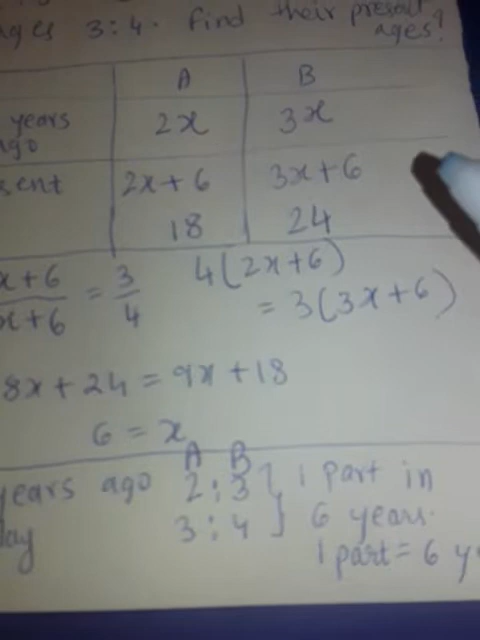 ages 3:4. Find their present
ages?
A B
years ago 2x 3x
sent 2x+6 3x+6
18 24
x+6/x+6 = 3/4 4(2x+6)
= 3(3x+6)
8x+24 = 9x+18
6 = x
A B
years ago 2:3 } 1 part in
day 3:4 } 6 years.
1 part = 6 y